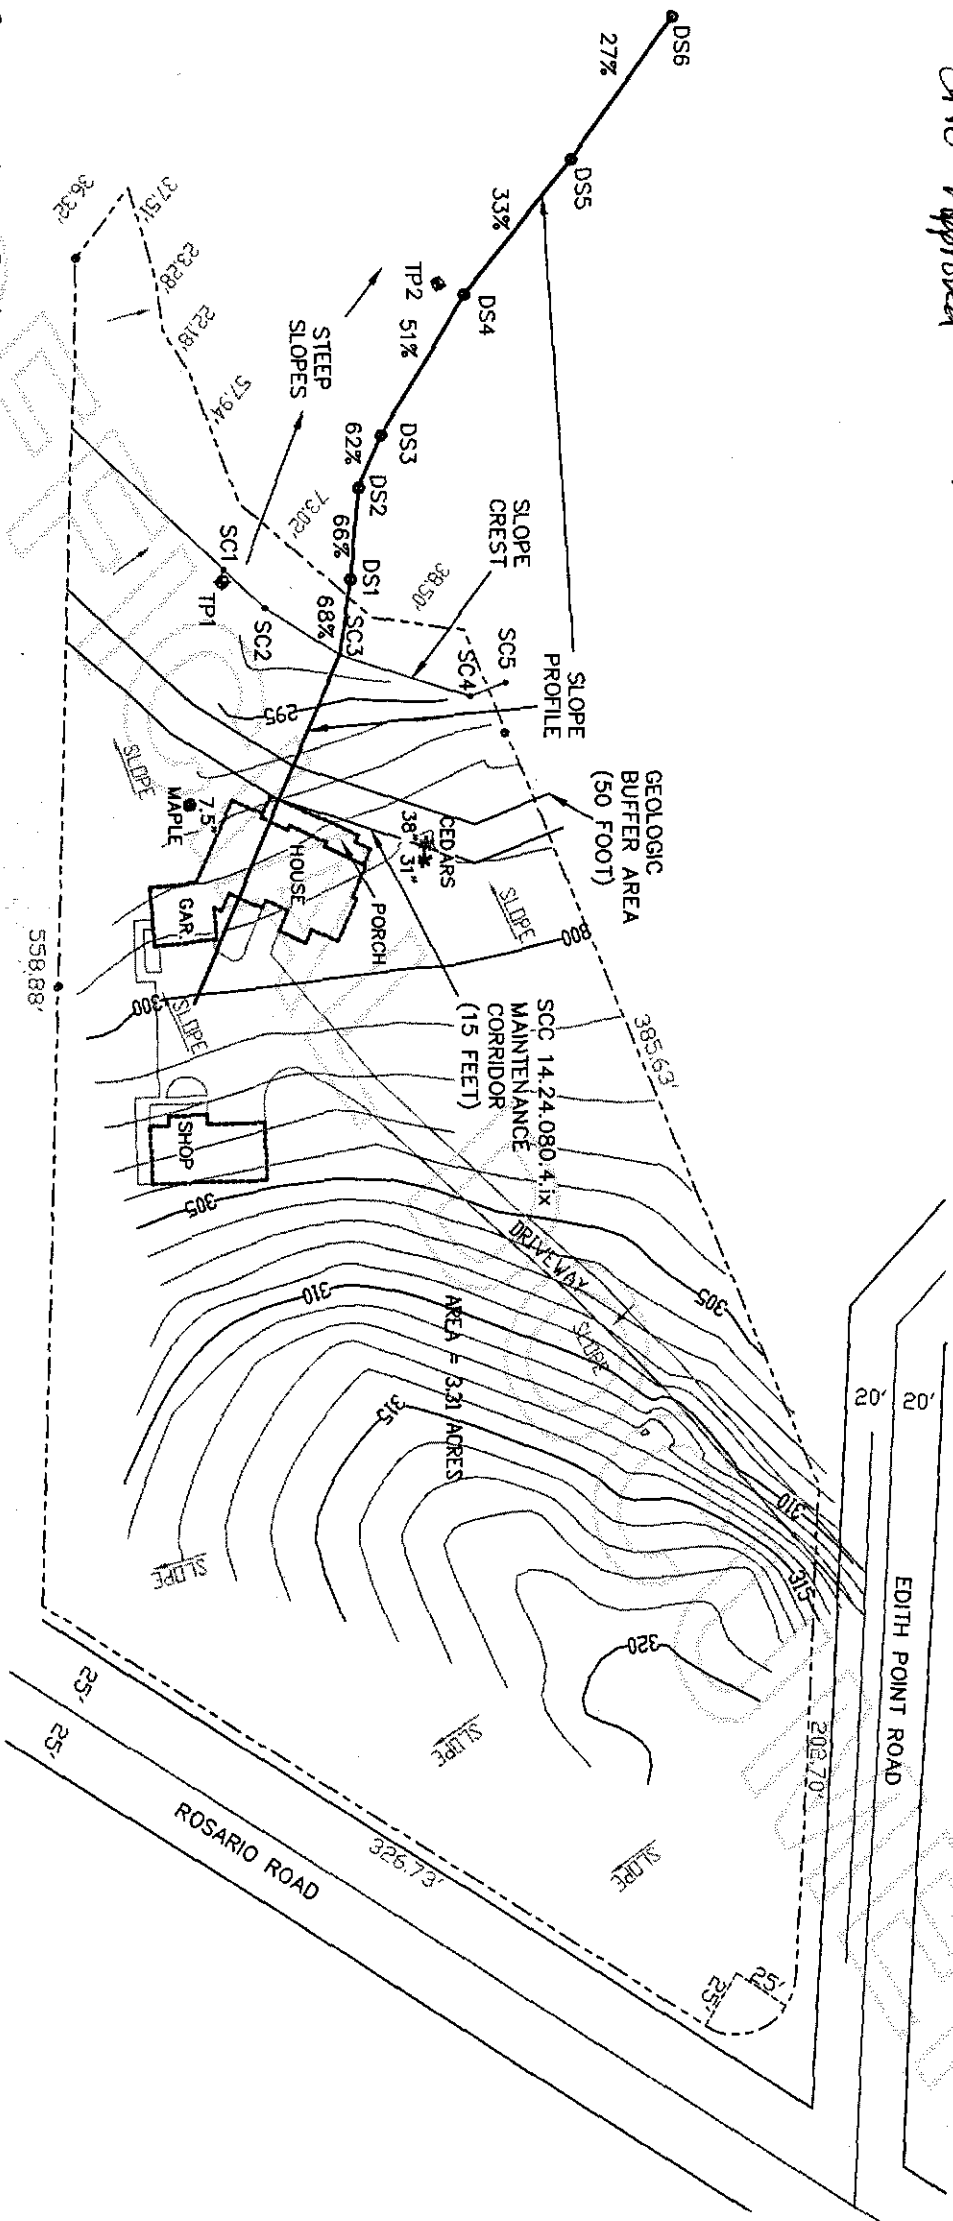 CAO Approved
DS6
27%
DS5
33%
DS4
TP2
51%
DS3
62%
DS2
66%
DS1
68%
SC3
STEEP
SLOPES
SLOPE
CREST
SLOPE
PROFILE
SC1
TP1
SC2
SC4
SC5
36.32'
37.51'
23.28'
22.18'
57.94'
73.02'
38.50'
295
GEOLOGIC
BUFFER AREA
(50 FOOT)
CEDARS
38" 31"
7.5"
MAPLE
SLOPE
HOUSE
PORCH
GAR.
SLOPE
300
300
SLOPE
SCC 14.24.080.4.ix
MAINTENANCE
CORRIDOR
(15 FEET)
385.63'
558.88'
SHOP
305
305
DRIVEWAY
SLOPE
310
310
AREA = 3.31 ACRES
315
315
320
SLOPE
SLOPE
SLOPE
20'
20'
EDITH POINT ROAD
202.70'
25'
25'
326.73'
25'
25'
ROSARIO ROAD